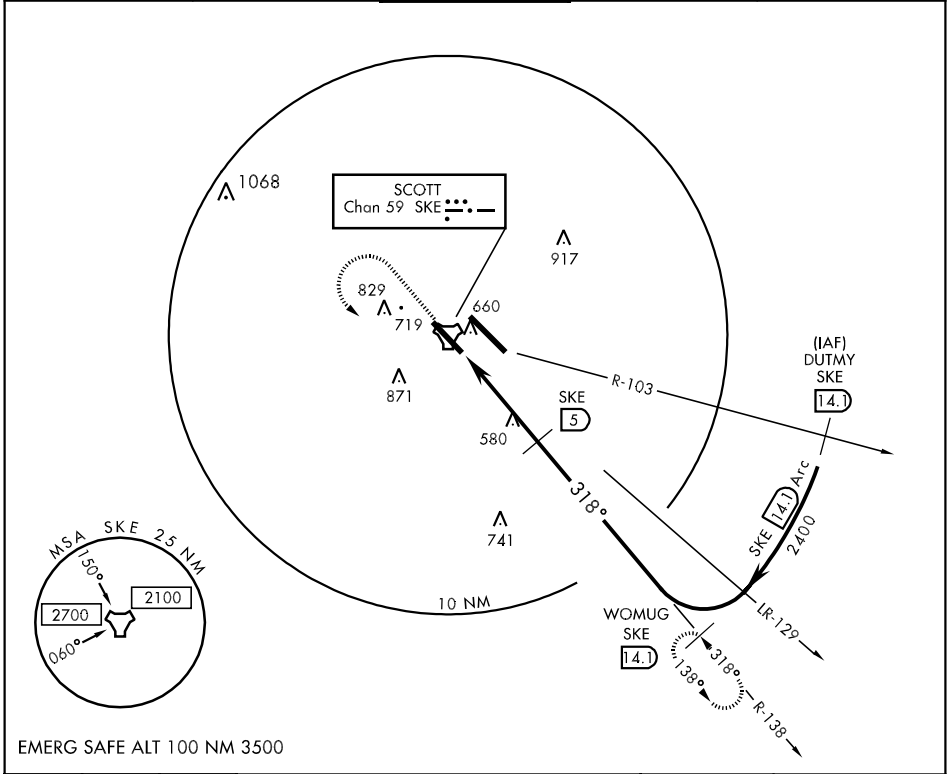 1068
SCOTT
Chan 59 SKE
917
829
719
660
871
580
SKE
5
R-103
(IAF)
DUTMY
SKE
14.1
318°
741
SKE 14.1 Arc
2400
10 NM
MSA SKE 25 NM
150°
2100
2700
060°
WOMUG
SKE
14.1
LR-129
318°
138°
R-138
EMERG SAFE ALT 100 NM 3500